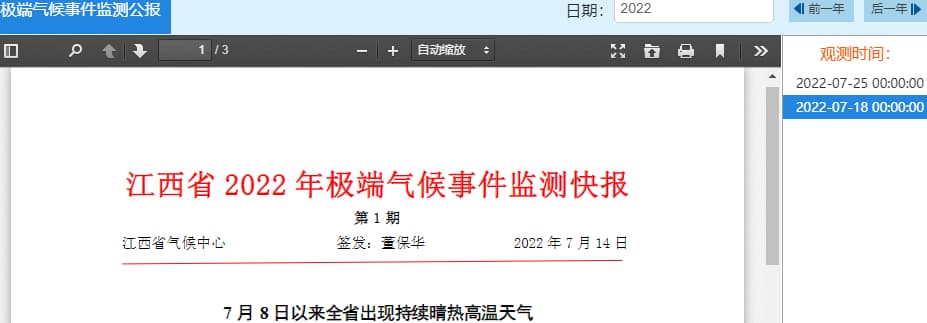 极端气候事件监测公报
日期：
2022
前一年
后一年
1 / 3
自动缩放
观测时间：
2022-07-25 00:00:00
2022-07-18 00:00:00
江西省 2022 年极端气候事件监测快报
第 1 期
江西省气候中心 签发：董保华 2022 年 7 月 14 日
7 月 8 日以来全省出现持续晴热高温天气